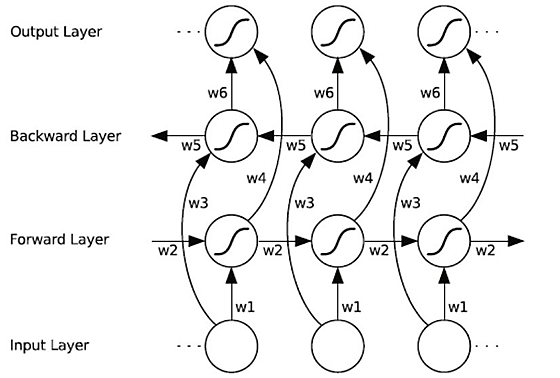 Output Layer
w6 w6 w6
Backward Layer
w5 w5 w5 w5
w4 w4 w4
w3 w3 w3
Forward Layer
w2 w2 w2 w2
w1 w1 w1
Input Layer